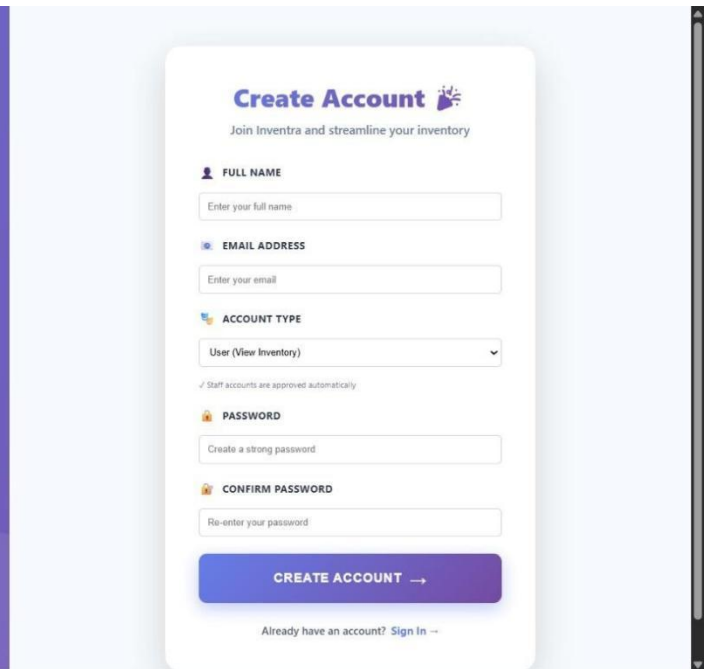 Create Account
Join Inventra and streamline your inventory
FULL NAME
Enter your full name
EMAIL ADDRESS
Enter your email
ACCOUNT TYPE
User (View Inventory)
✓ Staff accounts are approved automatically
PASSWORD
Create a strong password
CONFIRM PASSWORD
Re-enter your password
CREATE ACCOUNT →
Already have an account? Sign In →